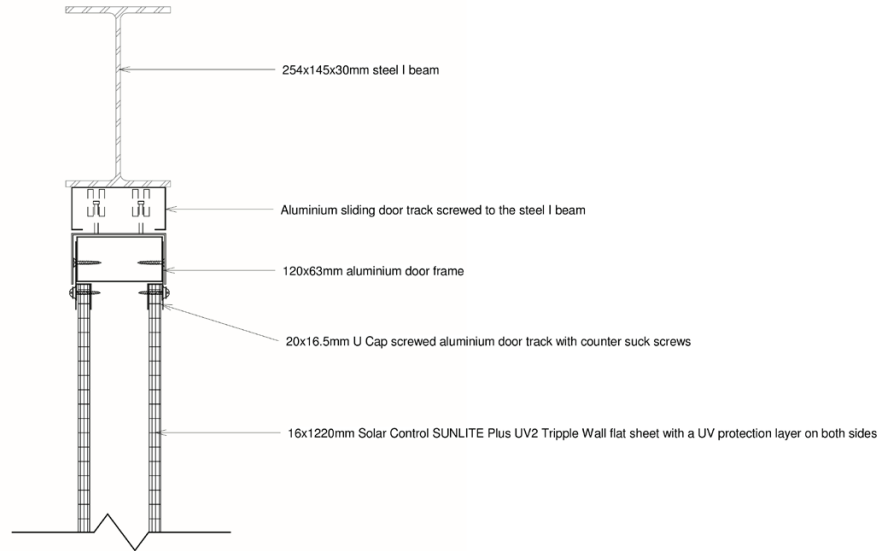 254x145x30mm steel I beam
Aluminium sliding door track screwed to the steel I beam
120x63mm aluminium door frame
20x16.5mm U Cap screwed aluminium door track with counter suck screws
16x1220mm Solar Control SUNLITE Plus UV2 Tripple Wall flat sheet with a UV protection layer on both sides